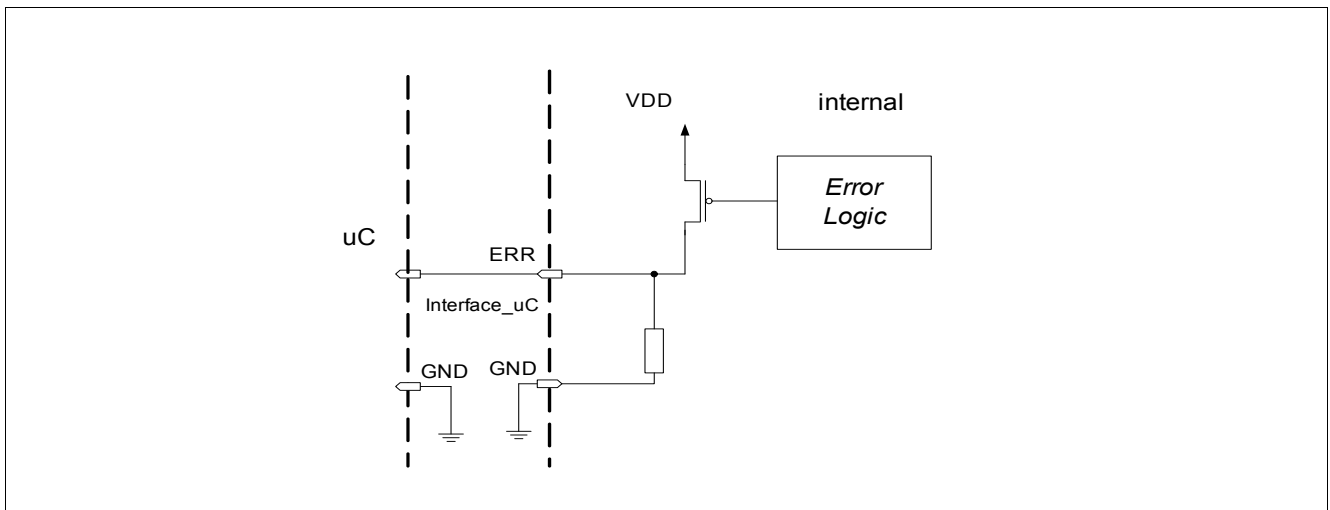 VDD
internal
Error
Logic
uC
ERR
Interface_uC
GND
GND